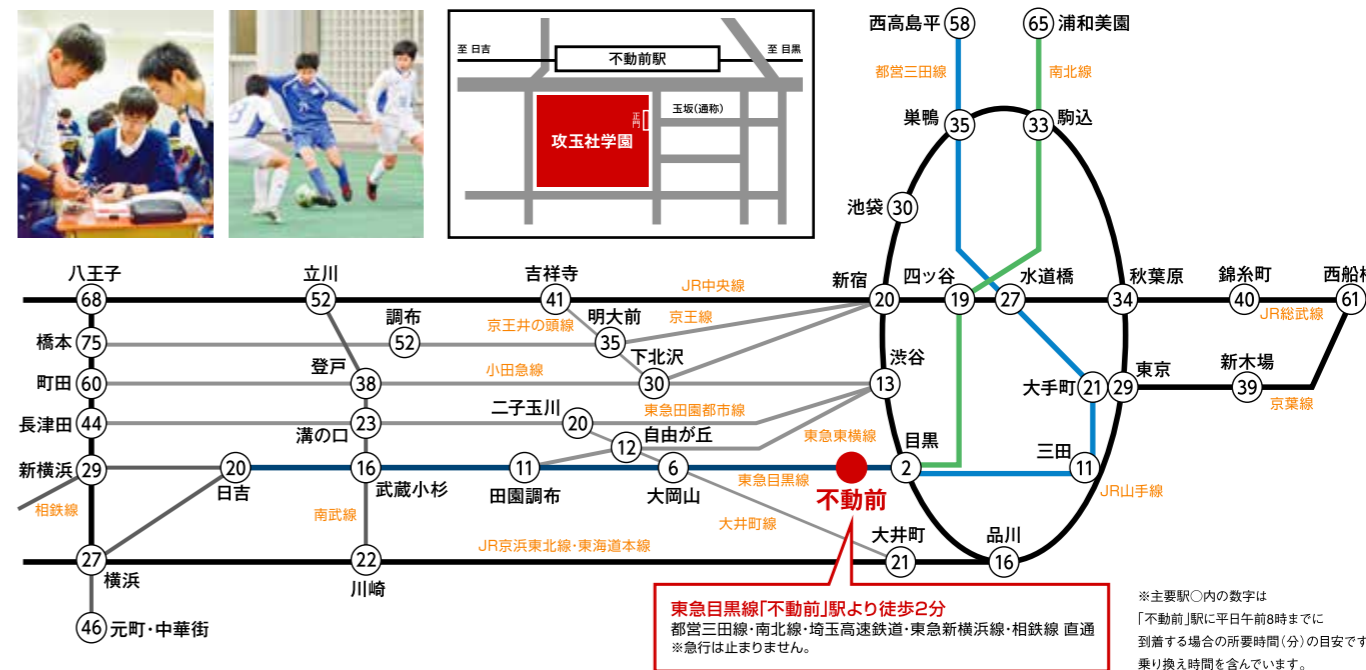 至 日吉
不動前駅
至 目黒
正門
玉坂(通称)
攻玉社学園
西高島平 58
65 浦和美園
都営三田線
南北線
巣鴨 35
33 駒込
池袋 30
八王子 68
立川 52
吉祥寺 41
JR中央線
新宿 20
四ッ谷 19
水道橋 27
秋葉原 34
錦糸町 40
西船橋 61
JR総武線
京王井の頭線
京王線
橋本 75
調布 52
明大前 35
下北沢 30
町田 60
登戸 38
小田急線
渋谷 13
大手町 21
東京 29
新木場 39
京葉線
長津田 44
溝の口 23
二子玉川 20
東急田園都市線
自由が丘 12
東急東横線
新横浜 29
日吉 20
武蔵小杉 16
田園調布 11
大岡山 6
東急目黒線
不動前
目黒 2
三田 11
JR山手線
相鉄線
南武線
大井町線
横浜 27
川崎 22
JR京浜東北線・東海道本線
大井町 21
品川 16
46 元町・中華街
東急目黒線「不動前」駅より徒歩2分
都営三田線・南北線・埼玉高速鉄道・東急新横浜線・相鉄線 直通
※急行は止まりません。
※主要駅○内の数字は
「不動前」駅に平日午前8時までに
到着する場合の所要時間(分)の目安です
乗り換え時間を含んでいます。